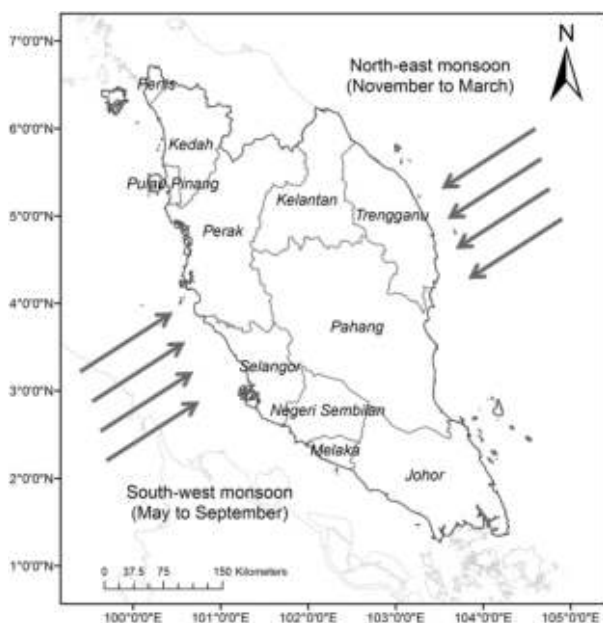 7°0'0"N
6°0'0"N
5°0'0"N
4°0'0"N
3°0'0"N
2°0'0"N
1°0'0"N
North-east monsoon
(November to March)
N
Perlis
Kedah
Pulau Pinang
Kelantan
Trengganu
Perak
Pahang
Selangor
Negeri Sembilan
Melaka
Johor
South-west monsoon
(May to September)
0 37.5 75 150 Kilometers
100°0'0"E 101°0'0"E 102°0'0"E 103°0'0"E 104°0'0"E 105°0'0"E